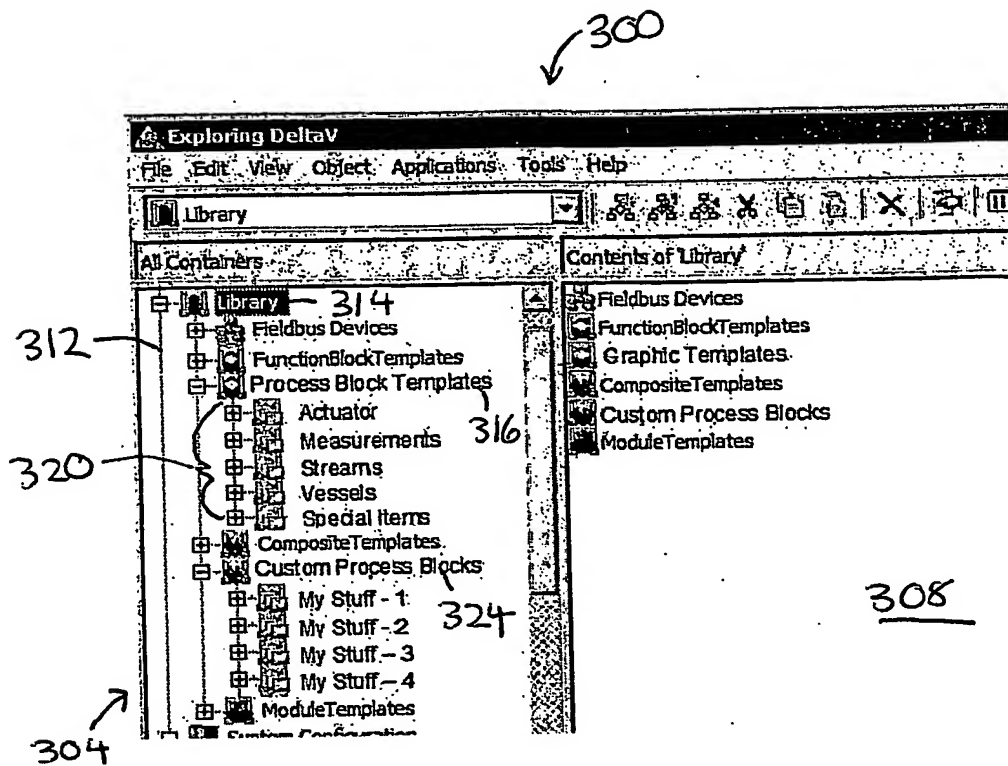 300
Exploring DeltaV
File Edit View Object Applications Tools Help
Library
All Containers
Contents of 'Library'
Library
314
312
Fieldbus Devices
FunctionBlockTemplates
Process Block Templates
316
Actuator
Measurements
Streams
Vessels
Special Items
320
CompositeTemplates
Custom Process Blocks
324
My Stuff - 1
My Stuff - 2
My Stuff - 3
My Stuff - 4
ModuleTemplates
System Configuration
304
Fieldbus Devices
FunctionBlockTemplates
Graphic Templates
CompositeTemplates
Custom Process Blocks
ModuleTemplates
308